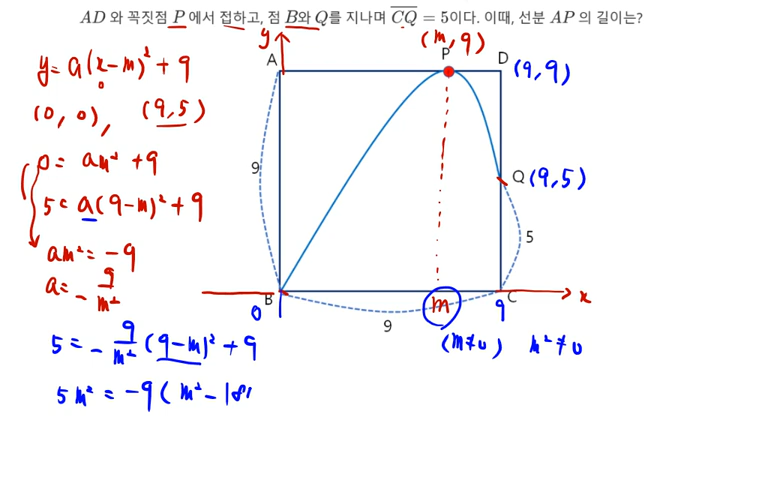 AD 와 꼭짓점 P 에서 접하고, 점 B와 Q를 지나며 \overline{CQ} = 5이다. 이때, 선분 AP 의 길이는?
y
(m, 9)
A
P
D
(9, 9)
y = a(x-m)² + 9
(0, 0), (9, 5)
0 = am² + 9
9
Q (9, 5)
5 = a(9-m)² + 9
5
am² = -9
a = -9/m²
B
m
C
x
0
9
9
5 = -9/m² (9-m)² + 9
(m≠0) m²≠0
5m² = -9(m² - 18